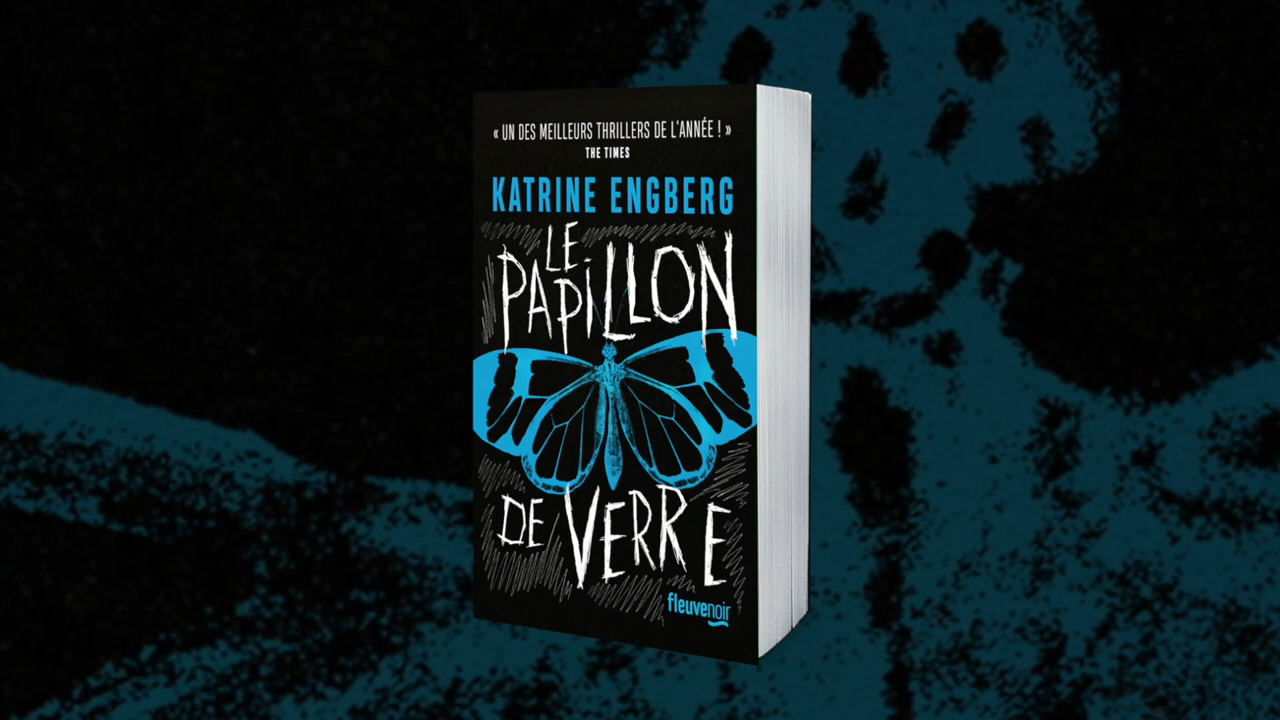 « UN DES MEILLEURS THRILLERS DE L'ANNÉE ! »
THE TIMES
KATRINE ENGBERG
LE
PAPiLLON
DE VERRE
fleuvenoir